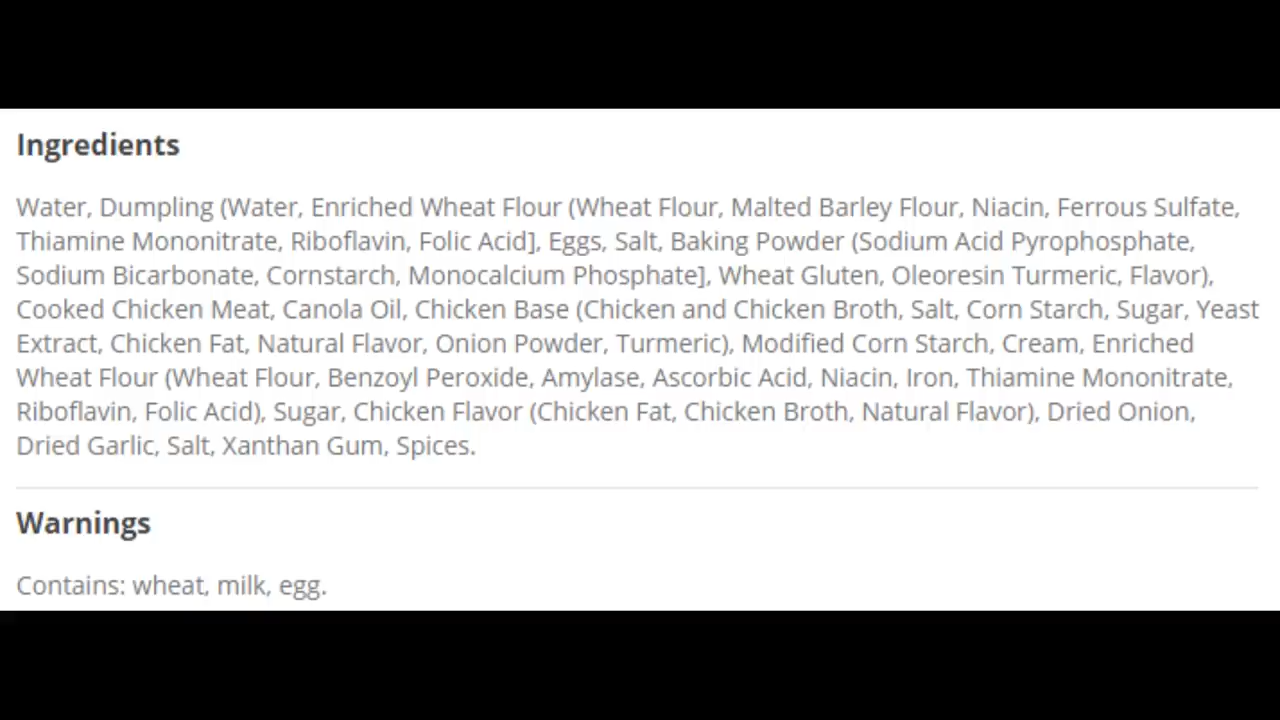 Ingredients
Water, Dumpling (Water, Enriched Wheat Flour (Wheat Flour, Malted Barley Flour, Niacin, Ferrous Sulfate,
Thiamine Mononitrate, Riboflavin, Folic Acid], Eggs, Salt, Baking Powder (Sodium Acid Pyrophosphate,
Sodium Bicarbonate, Cornstarch, Monocalcium Phosphate], Wheat Gluten, Oleoresin Turmeric, Flavor),
Cooked Chicken Meat, Canola Oil, Chicken Base (Chicken and Chicken Broth, Salt, Corn Starch, Sugar, Yeast
Extract, Chicken Fat, Natural Flavor, Onion Powder, Turmeric), Modified Corn Starch, Cream, Enriched
Wheat Flour (Wheat Flour, Benzoyl Peroxide, Amylase, Ascorbic Acid, Niacin, Iron, Thiamine Mononitrate,
Riboflavin, Folic Acid), Sugar, Chicken Flavor (Chicken Fat, Chicken Broth, Natural Flavor), Dried Onion,
Dried Garlic, Salt, Xanthan Gum, Spices.
Warnings
Contains: wheat, milk, egg.